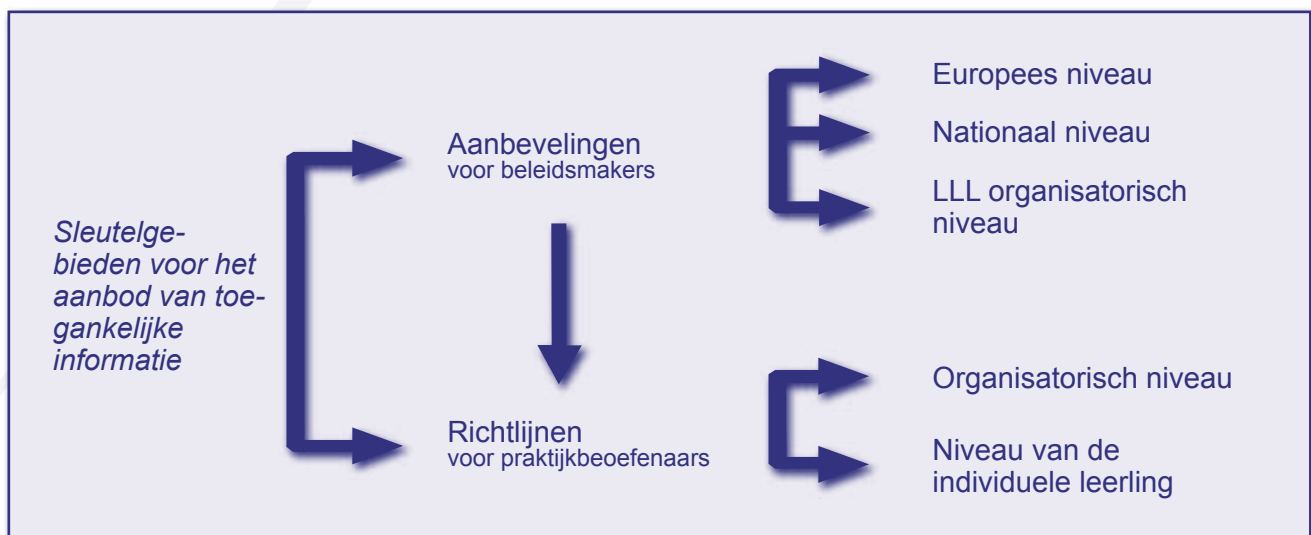 Sleutelge-
bieden voor het
aanbod van toe-
gankelijke
informatie
Aanbevelingen
voor beleidsmakers
Europees niveau
Nationaal niveau
LLL organisatorisch
niveau
Richtlijnen
voor praktijkbeoefenaars
Organisatorisch niveau
Niveau van de
individuele leerling